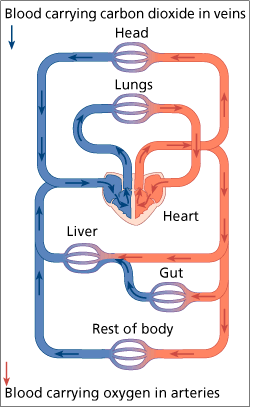 Blood carrying carbon dioxide in veins
Head
Lungs
Heart
Liver
Gut
Rest of body
Blood carrying oxygen in arteries